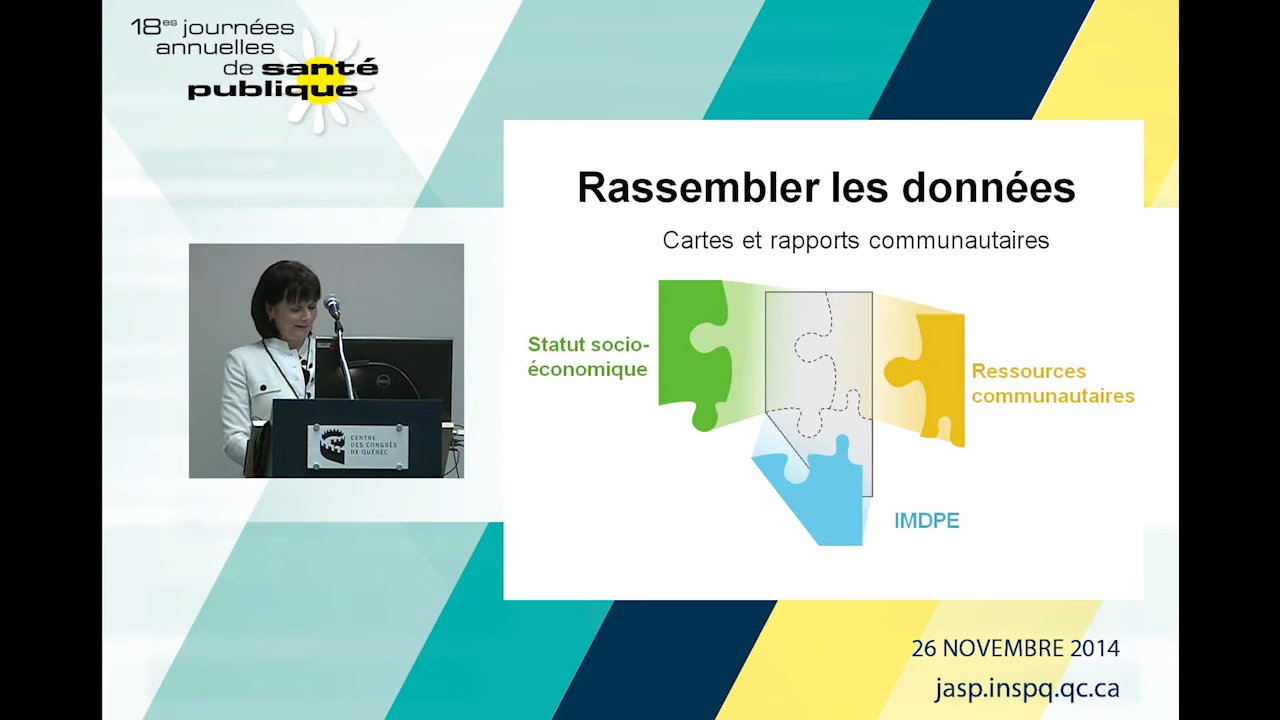 18es journées
annuelles
de santé
publique
Rassembler les données
Cartes et rapports communautaires
Statut socio-
économique
Ressources
communautaires
IMDPE
DELL
CENTRE
DES CONGRÈS
DE QUÉBEC
26 NOVEMBRE 2014
jasp.inspq.qc.ca